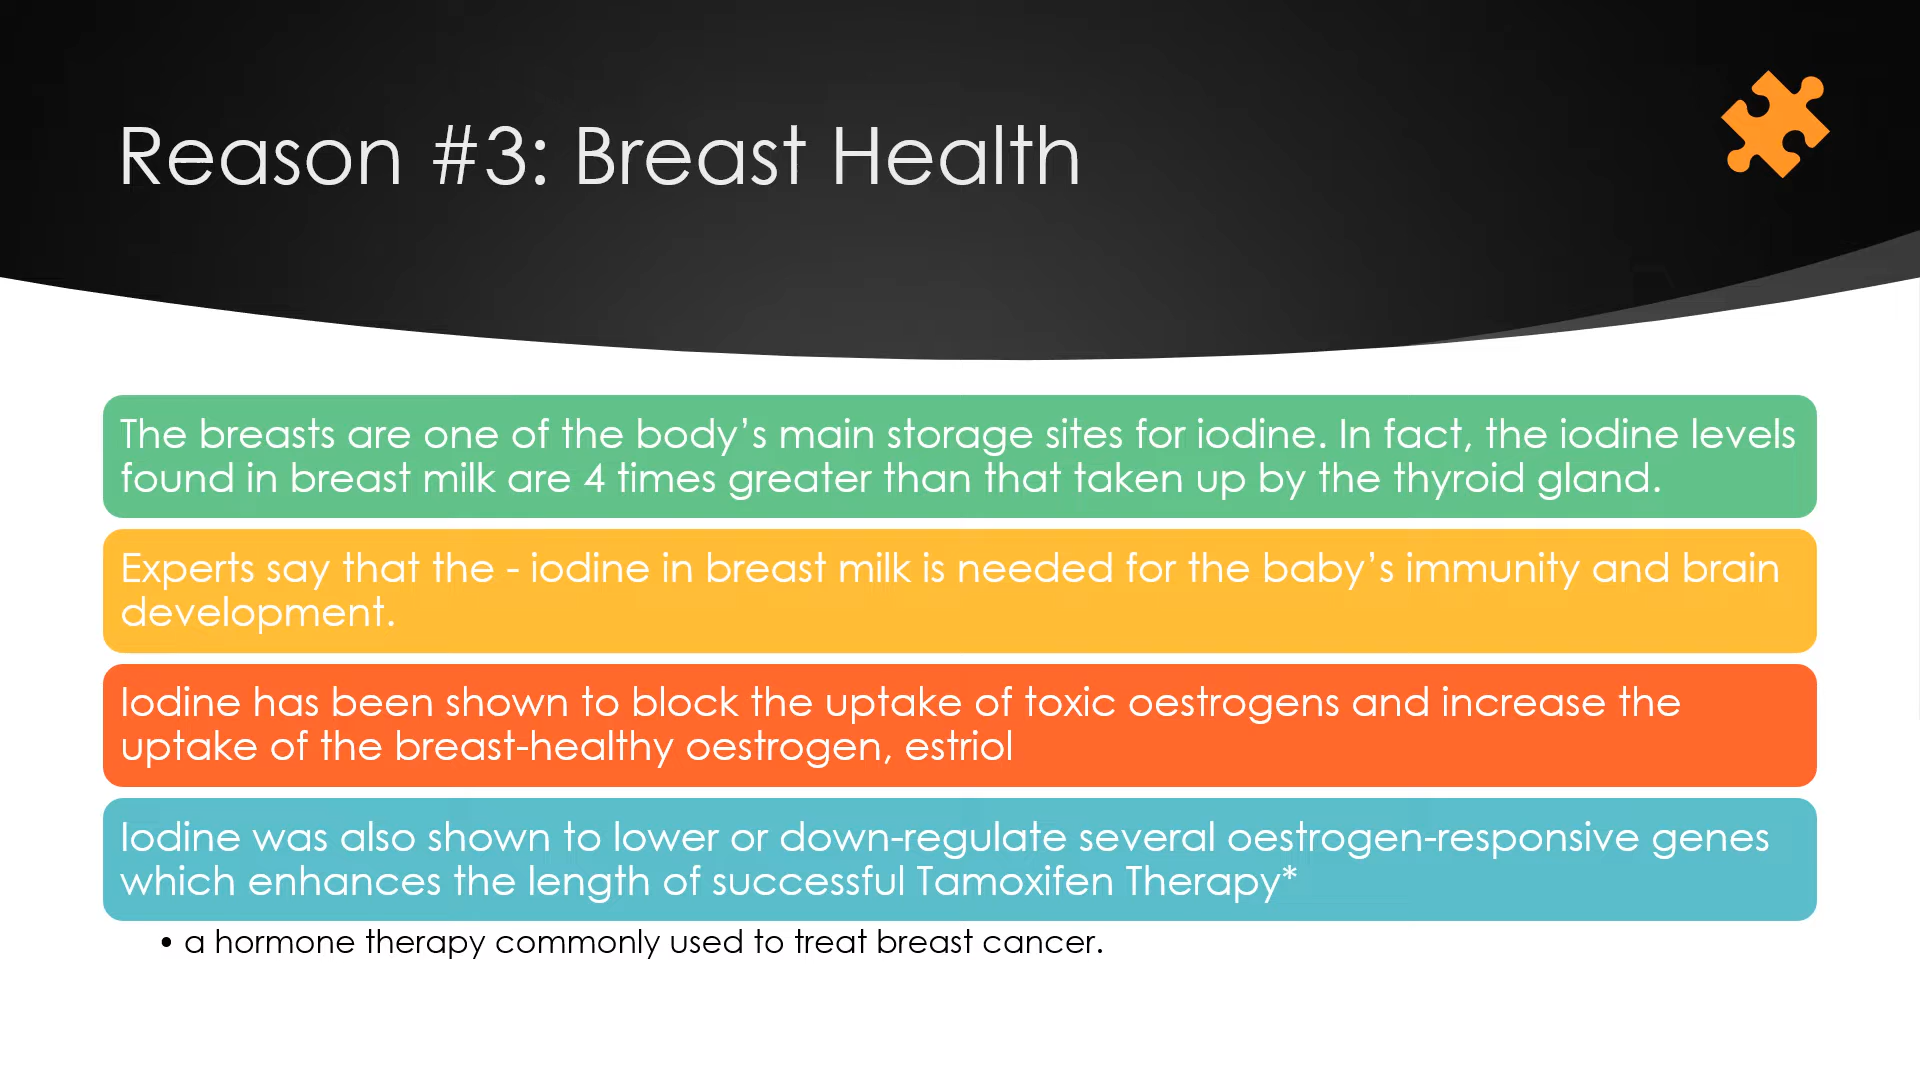 Reason #3: Breast Health
The breasts are one of the body’s main storage sites for iodine. In fact, the iodine levels
found in breast milk are 4 times greater than that taken up by the thyroid gland.
Experts say that the - iodine in breast milk is needed for the baby’s immunity and brain
development.
Iodine has been shown to block the uptake of toxic oestrogens and increase the
uptake of the breast-healthy oestrogen, estriol
Iodine was also shown to lower or down-regulate several oestrogen-responsive genes
which enhances the length of successful Tamoxifen Therapy*
• a hormone therapy commonly used to treat breast cancer.